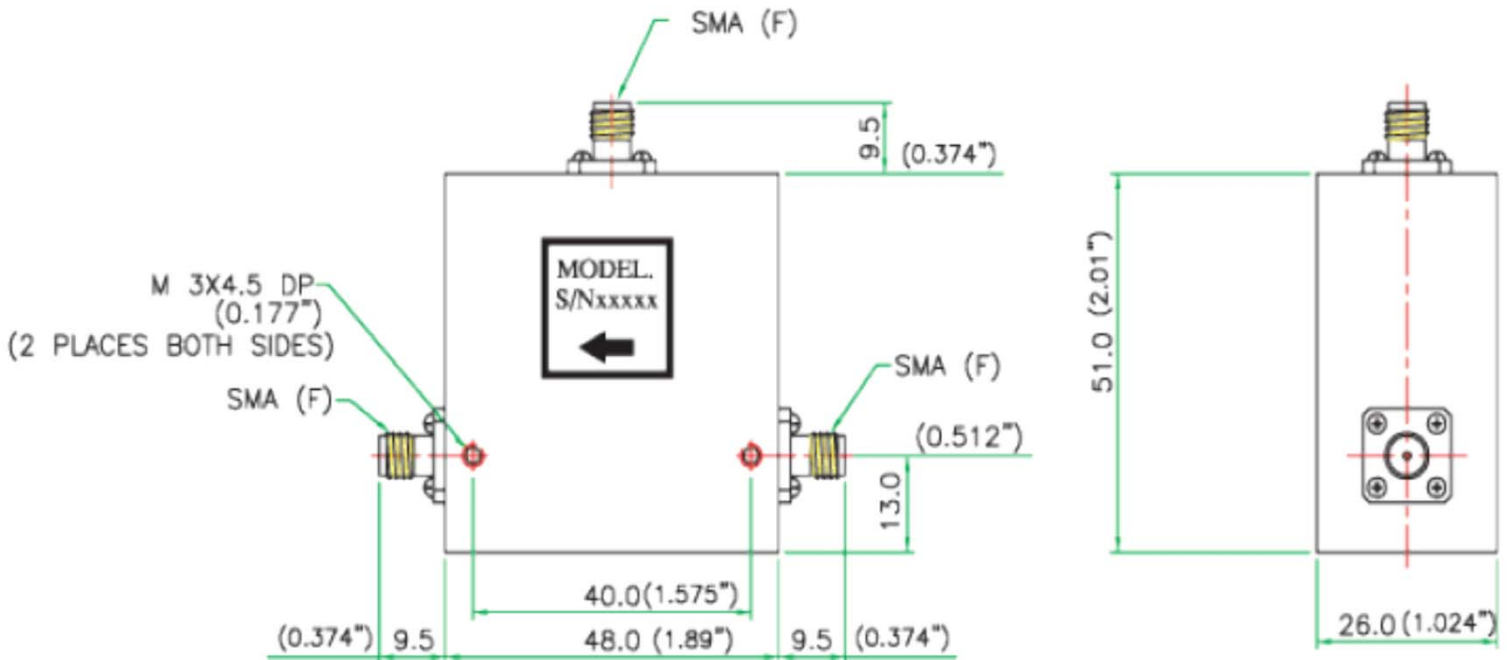 SMA (F)
9.5
(0.374")
MODEL.
S/Nxxxxx
M 3X4.5 DP
(0.177")
(2 PLACES BOTH SIDES)
SMA (F)
SMA (F)
(0.512")
13.0
40.0(1.575")
(0.374") 9.5
48.0 (1.89")
9.5 (0.374")
51.0 (2.01")
26.0(1.024")